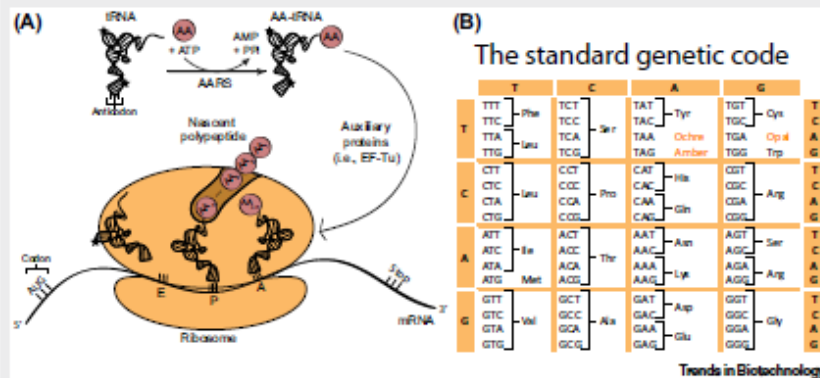 (A)
tRNA
AA
+ ATP
AMP
+ PPi
AA-tRNA
AA
AARS
Anticodon
Nascent
polypeptide
Auxiliary
proteins
(i.e., EF-Tu)
Codon
AUG
E
P
A
Stop
5'
3'
mRNA
Ribosome
(B)
The standard genetic code
T C A G
T
TTT TTC Phe
TTA TTG Leu
TCT TCC TCA TCG Ser
TAT TAC Tyr
TAA Ochre
TAG Amber
TGT TGC Cys
TGA Opal
TGG Trp
T C A G
C
CTT CTC CTA CTG Leu
CCT CCC CCA CCG Pro
CAT CAC His
CAA CAG Gln
CGT CGC CGA CGG Arg
T C A G
A
ATT ATC ATA Ile
ATG Met
ACT ACC ACA ACG Thr
AAT AAC Asn
AAA AAG Lys
AGT AGC Ser
AGA AGG Arg
T C A G
G
GTT GTC GTA GTG Val
GCT GCC GCA GCG Ala
GAT GAC Asp
GAA GAG Glu
GGT GGC GGA GGG Gly
T C A G
Trends in Biotechnology